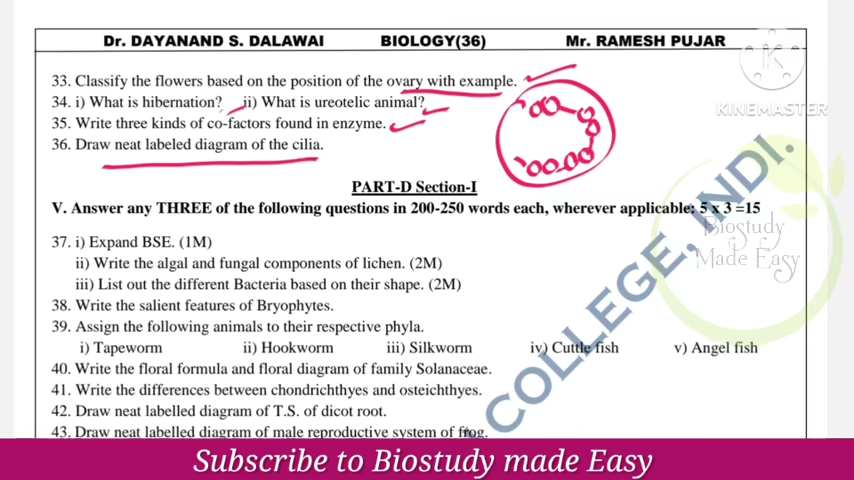 Dr. DAYANAND S. DALAWAI BIOLOGY(36) Mr. RAMESH PUJAR
KINEMASTER
33. Classify the flowers based on the position of the ovary with example.
34. i) What is hibernation? ii) What is ureotelic animal?
35. Write three kinds of co-factors found in enzyme.
36. Draw neat labeled diagram of the cilia.
PART-D Section-I
V. Answer any THREE of the following questions in 200-250 words each, wherever applicable: 5 x 3 =15
Biostudy
Made Easy
37. i) Expand BSE. (1M)
ii) Write the algal and fungal components of lichen. (2M)
iii) List out the different Bacteria based on their shape. (2M)
38. Write the salient features of Bryophytes.
39. Assign the following animals to their respective phyla.
i) Tapeworm ii) Hookworm iii) Silkworm iv) Cuttle fish v) Angel fish
40. Write the floral formula and floral diagram of family Solanaceae.
41. Write the differences between chondrichthyes and osteichthyes.
42. Draw neat labelled diagram of T.S. of dicot root.
43. Draw neat labelled diagram of male reproductive system of frog.
COLLEGE, INDI.
Subscribe to Biostudy made Easy